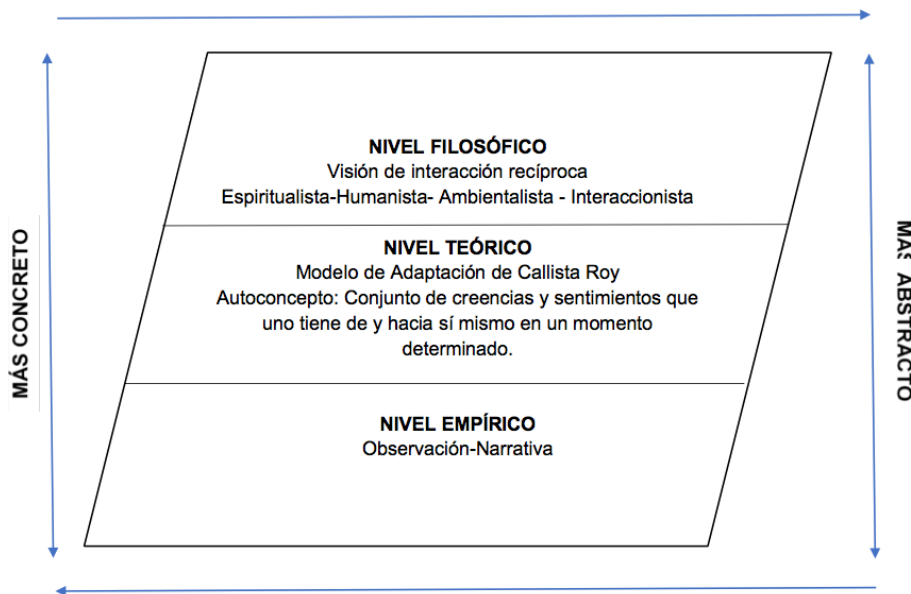 NIVEL FILOSÓFICO
Visión de interacción recíproca
Espiritualista-Humanista- Ambientalista - Interaccionista
NIVEL TEÓRICO
Modelo de Adaptación de Callista Roy
Autoconcepto: Conjunto de creencias y sentimientos que
uno tiene de y hacia sí mismo en un momento
determinado.
NIVEL EMPÍRICO
Observación-Narrativa
MÁS CONCRETO
MÁS ABSTRACTO